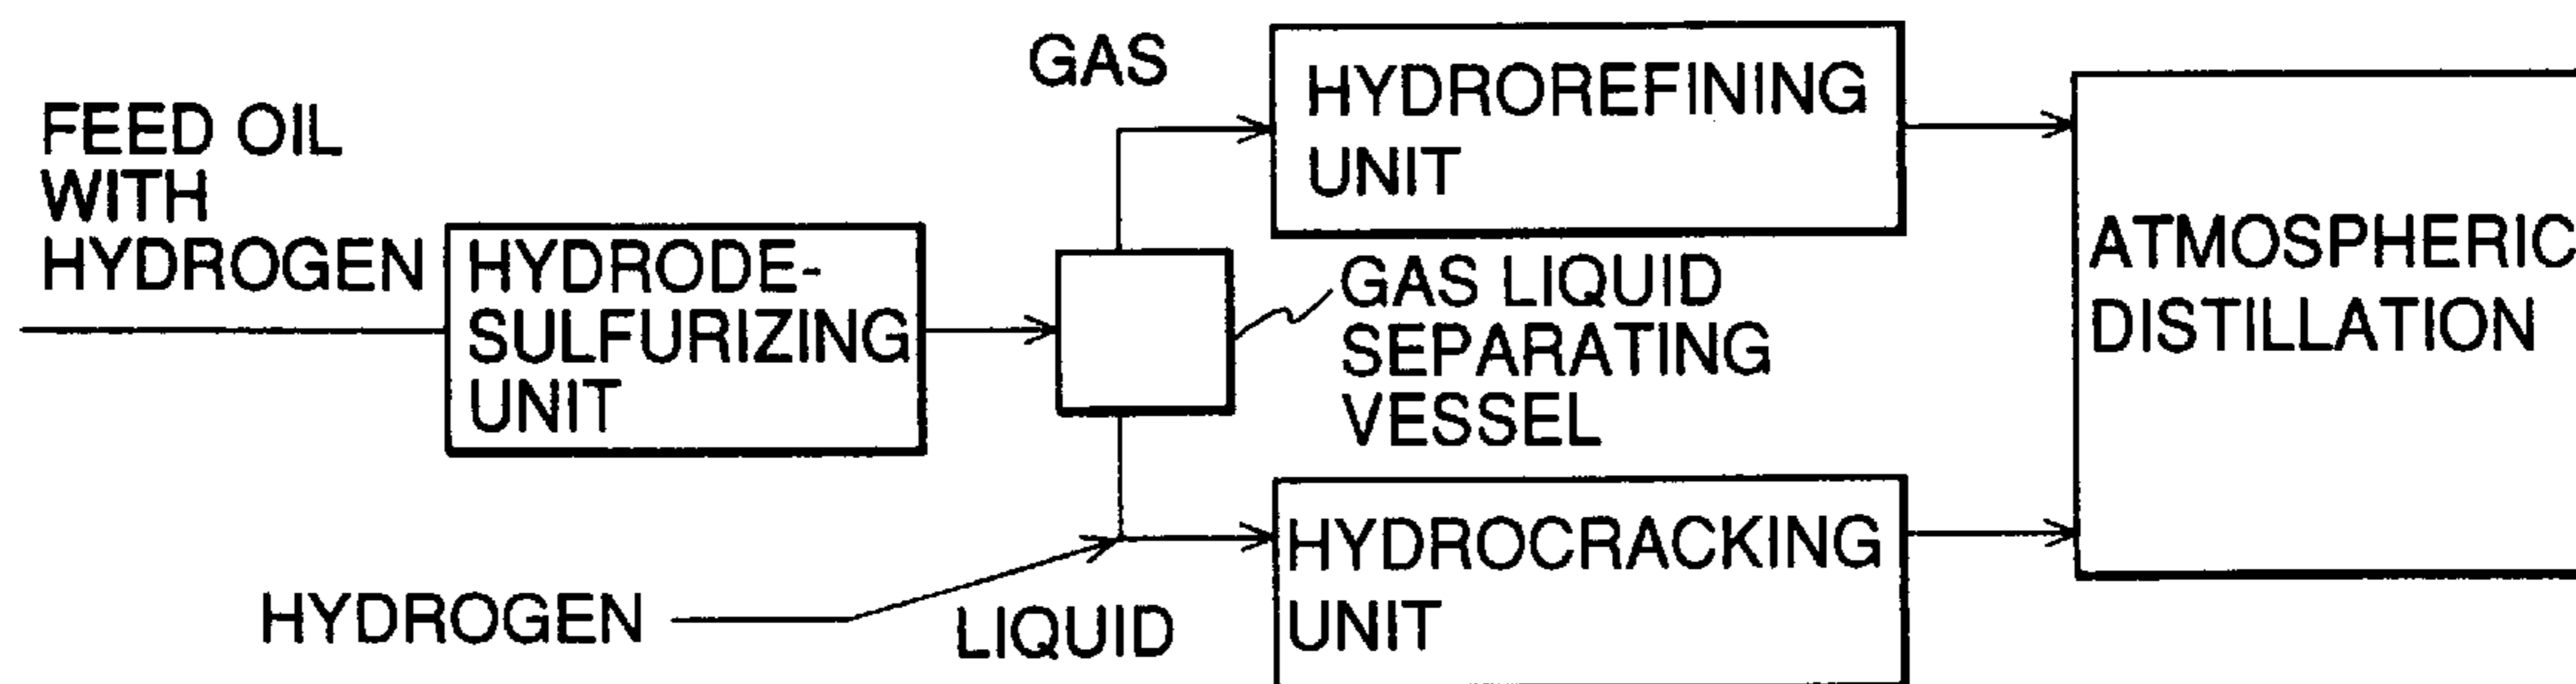 FEED OIL
WITH
HYDROGEN
HYDRODE-
SULFURIZING
UNIT
GAS
HYDROREFINING
UNIT
GAS LIQUID
SEPARATING
VESSEL
HYDROGEN
LIQUID
HYDROCRACKING
UNIT
ATMOSPHERIC
DISTILLATION